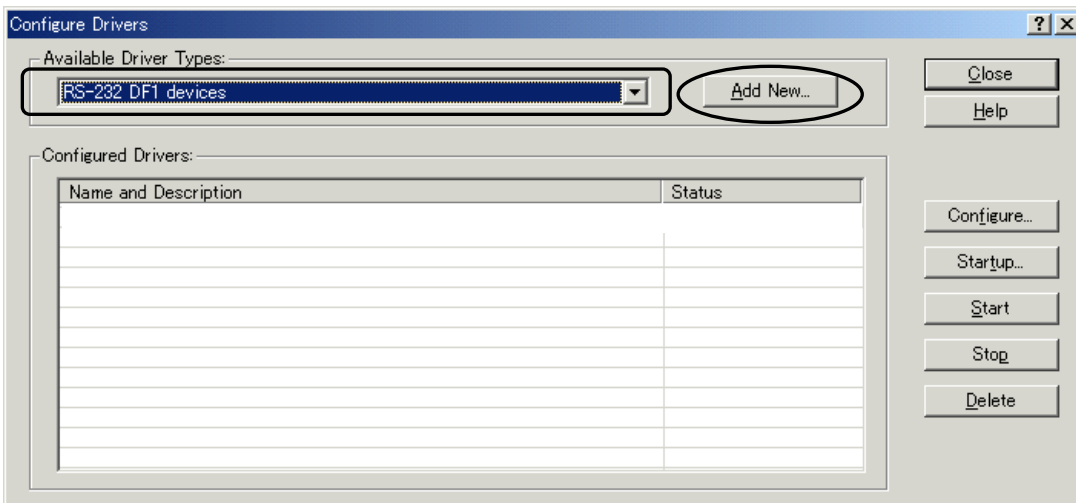 Configure Drivers
Available Driver Types:
RS-232 DF1 devices
Add New...
Close
Help
Configured Drivers:
Name and Description
Status
Configure...
Startup...
Start
Stop
Delete